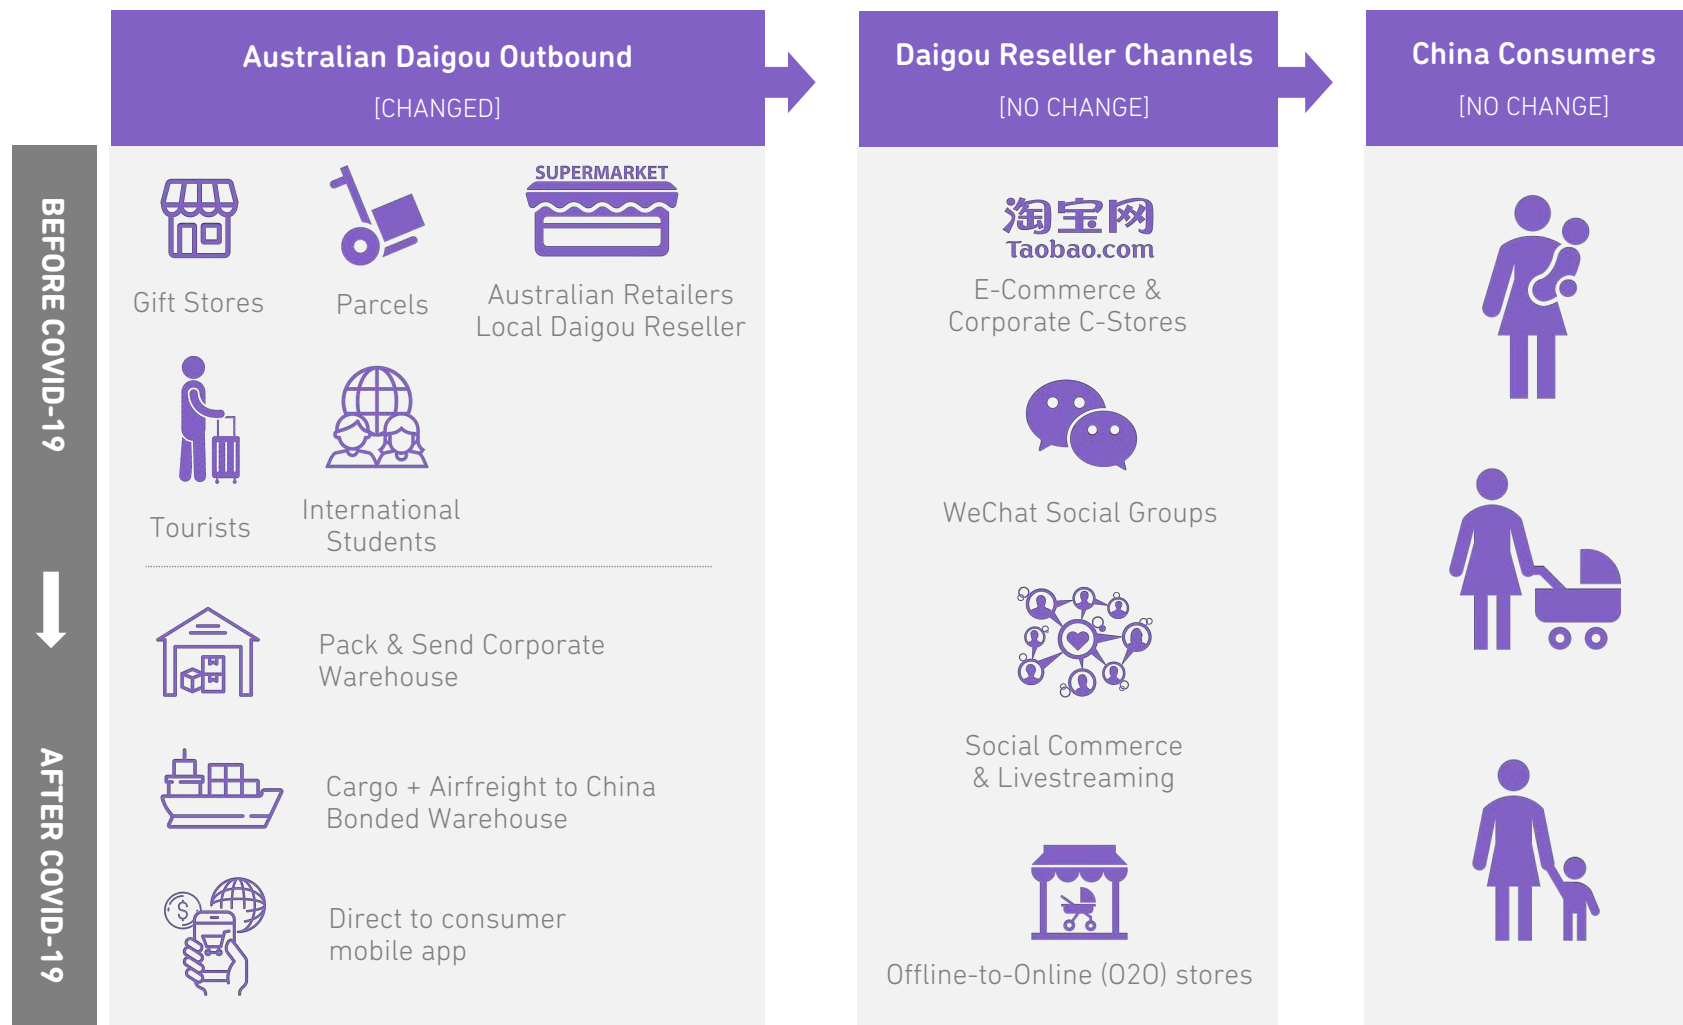 Australian Daigou Outbound
[CHANGED]
Daigou Reseller Channels
[NO CHANGE]
China Consumers
[NO CHANGE]
BEFORE COVID-19
AFTER COVID-19
Gift Stores
Parcels
SUPERMARKET
Australian Retailers
Local Daigou Reseller
Tourists
International
Students
Pack & Send Corporate
Warehouse
Cargo + Airfreight to China
Bonded Warehouse
$
Direct to consumer
mobile app
淘宝网
Taobao.com
E-Commerce &
Corporate C-Stores
WeChat Social Groups
Social Commerce
& Livestreaming
Offline-to-Online (O2O) stores